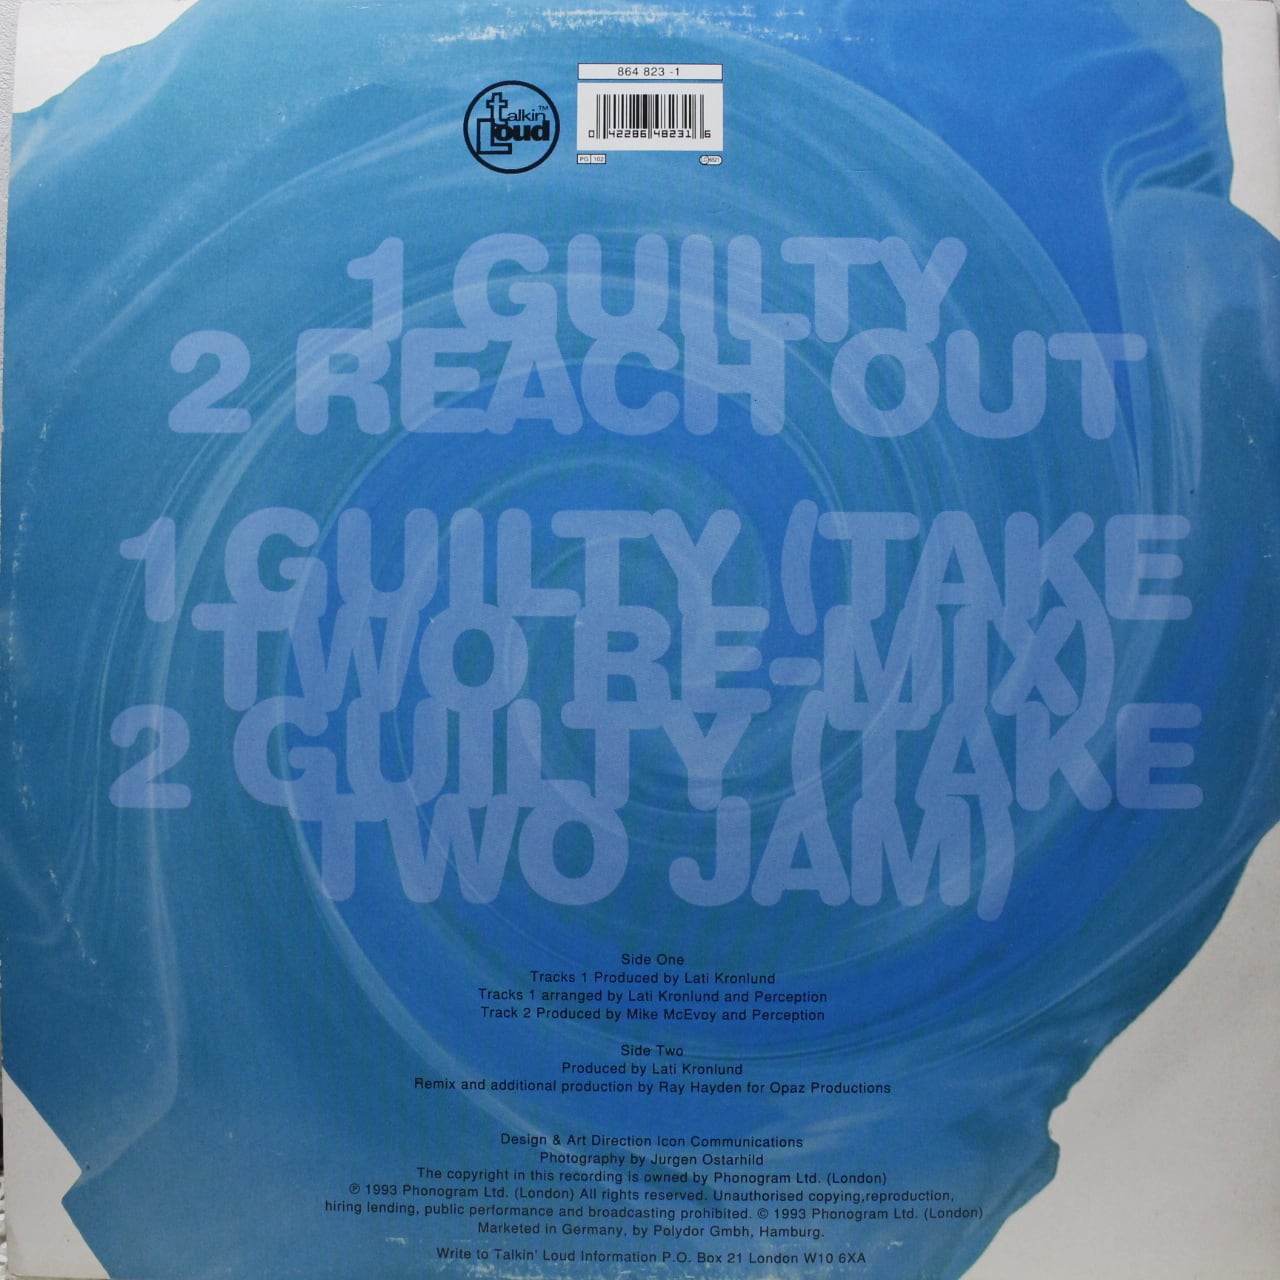 864 823 -1
talkin'™
Loud
0 42286 48231 6
PG 102
1 GUILTY
2 REACH OUT
1 GUILTY (TAKE
TWO RE-MIX)
2 GUILTY (TAKE
TWO JAM)
Side One
Tracks 1 Produced by Lati Kronlund
Tracks 1 arranged by Lati Kronlund and Perception
Track 2 Produced by Mike McEvoy and Perception
Side Two
Produced by Lati Kronlund
Remix and additional production by Ray Hayden for Opaz Productions
Design & Art Direction Icon Communications
Photography by Jurgen Ostarhild
The copyright in this recording is owned by Phonogram Ltd. (London)
℗ 1993 Phonogram Ltd. (London) All rights reserved. Unauthorised copying,reproduction,
hiring lending, public performance and broadcasting prohibited. © 1993 Phonogram Ltd. (London)
Marketed in Germany, by Polydor Gmbh, Hamburg.
Write to Talkin' Loud Information P.O. Box 21 London W10 6XA